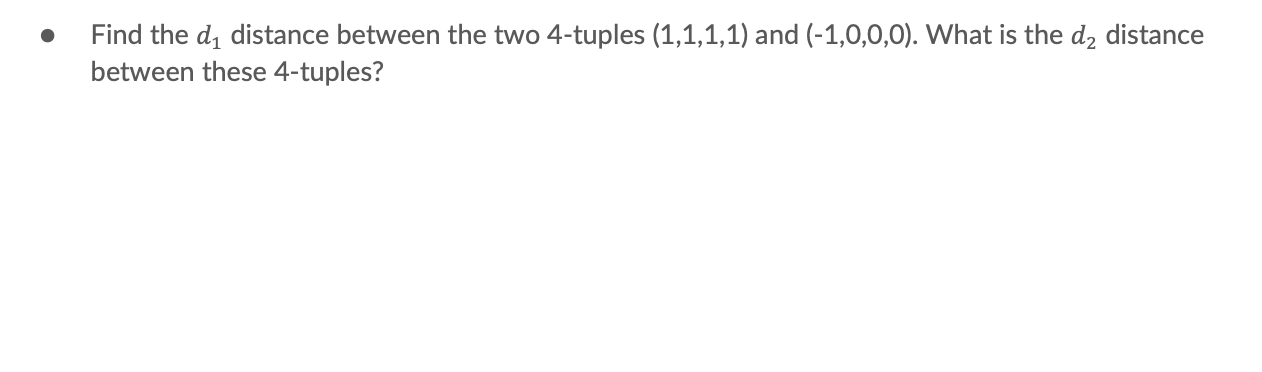 ● Find the d₁ distance between the two 4-tuples (1,1,1,1) and (-1,0,0,0). What is the d₂ distance
between these 4-tuples?